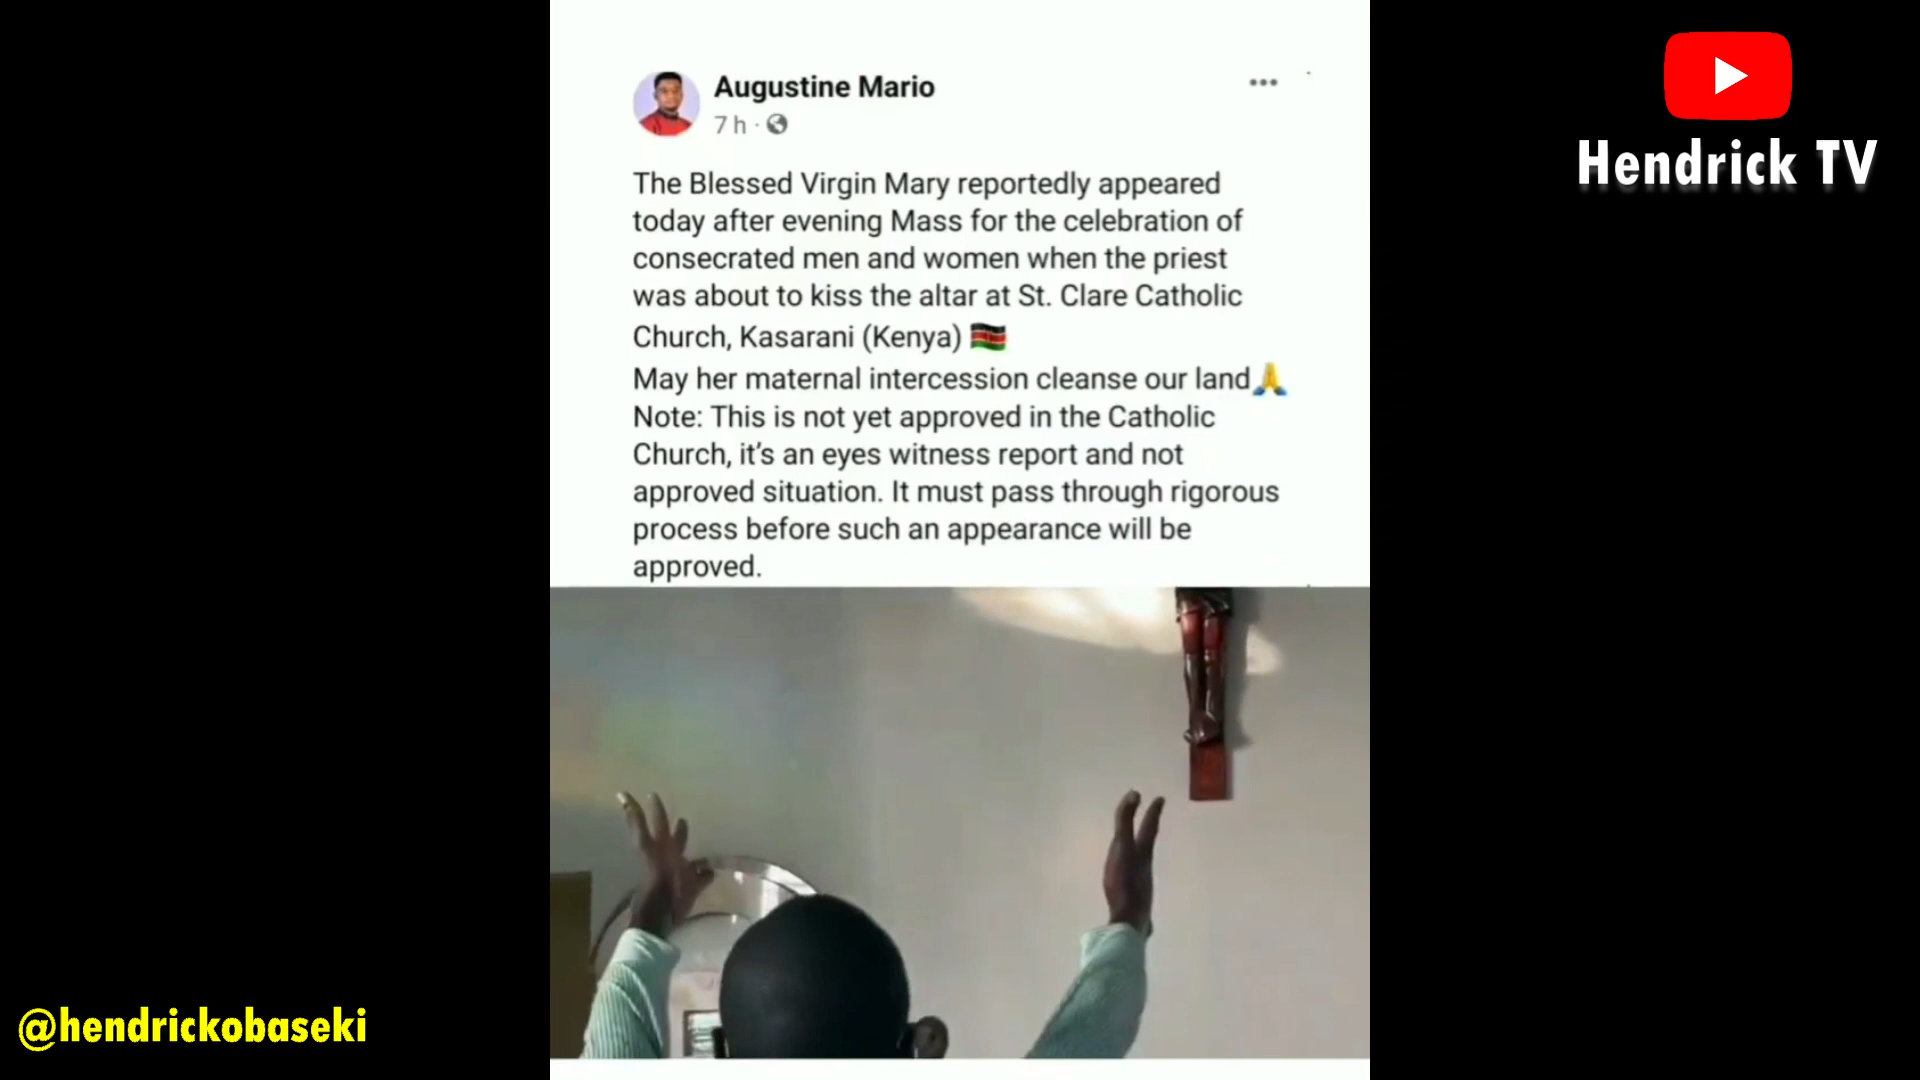 Augustine Mario
7 h ·
The Blessed Virgin Mary reportedly appeared
today after evening Mass for the celebration of
consecrated men and women when the priest
was about to kiss the altar at St. Clare Catholic
Church, Kasarani (Kenya) 🇰🇪
May her maternal intercession cleanse our land🙏
Note: This is not yet approved in the Catholic
Church, it's an eyes witness report and not
approved situation. It must pass through rigorous
process before such an appearance will be
approved.
Hendrick TV
@hendrickobaseki